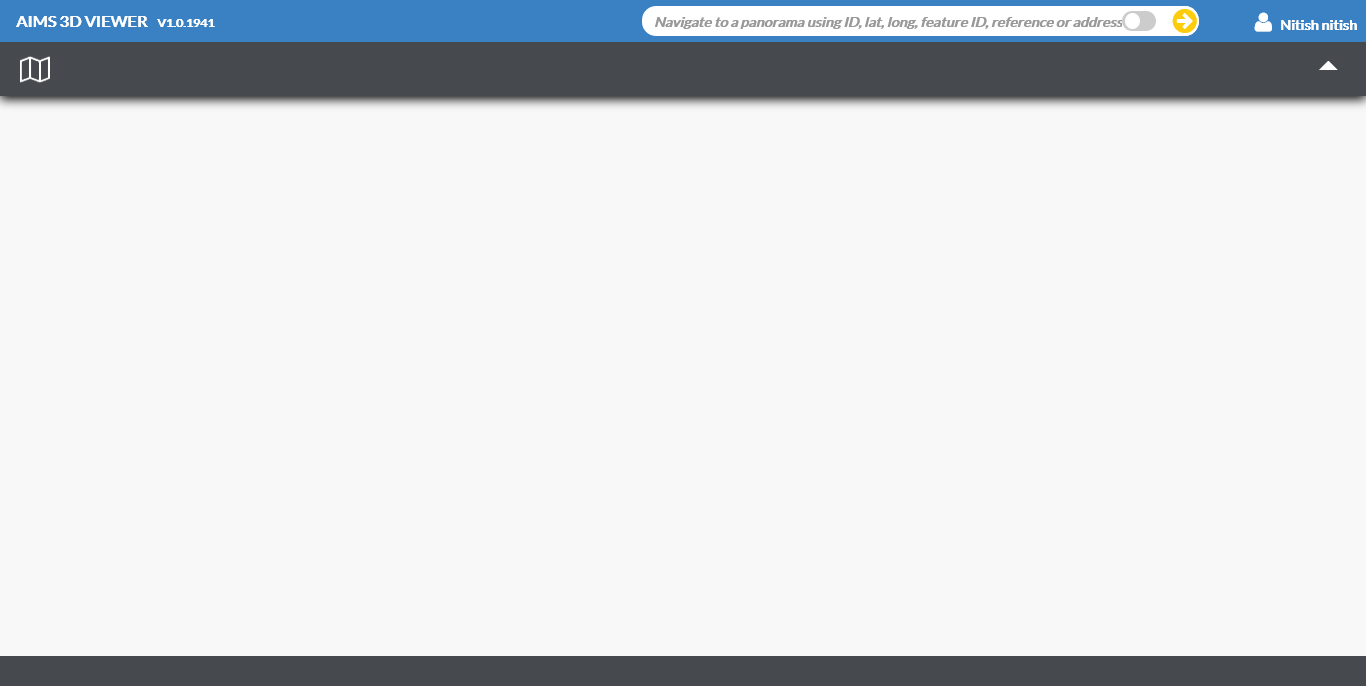 AIMS 3D VIEWER V1.0.1941
Navigate to a panorama using ID, lat, long, feature ID, reference or address
Nitish nitish